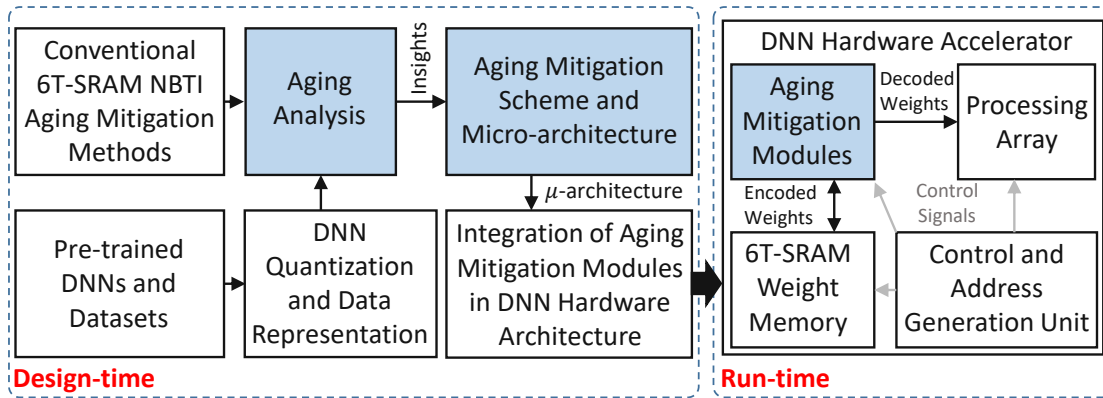 Conventional
6T-SRAM NBTI
Aging Mitigation
Methods
Aging
Analysis
Insights
Aging Mitigation
Scheme and
Micro-architecture
μ-architecture
Pre-trained
DNNs and
Datasets
DNN
Quantization
and Data
Representation
Integration of Aging
Mitigation Modules
in DNN Hardware
Architecture
Design-time
DNN Hardware Accelerator
Aging
Mitigation
Modules
Decoded
Weights
Processing
Array
Encoded
Weights
Control
Signals
6T-SRAM
Weight
Memory
Control and
Address
Generation Unit
Run-time